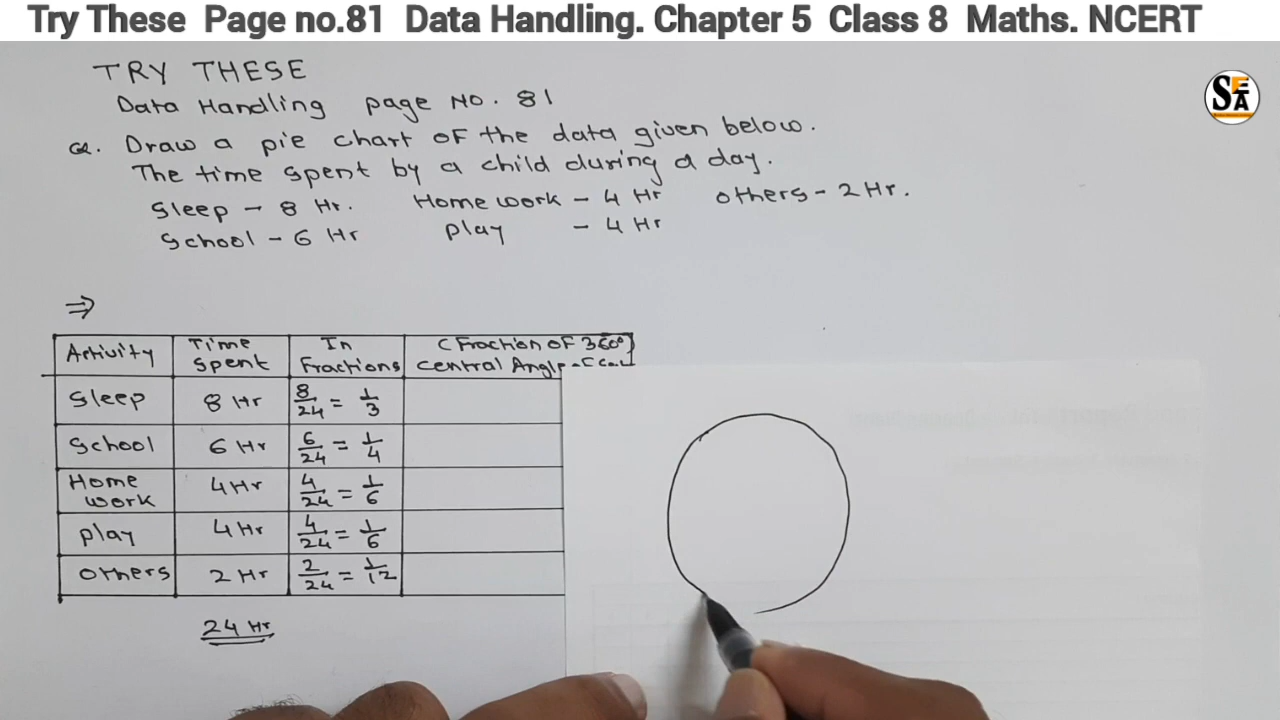 Try These Page no.81 Data Handling. Chapter 5 Class 8 Maths. NCERT
TRY THESE
Data Handling page No. 81
Q. Draw a pie chart OF the data given below.
The time spent by a child during a day.
Sleep - 8 Hr. Home work - 4 Hr others - 2 Hr.
School - 6 Hr play - 4 Hr
⇒
Activity Time Spent In Fractions (Fraction OF 360°) Central Angle
Sleep 8 Hr 8/24 = 1/3
School 6 Hr 6/24 = 1/4
Home work 4 Hr 4/24 = 1/6
play 4 Hr 4/24 = 1/6
others 2 Hr 2/24 = 1/12
24 Hr